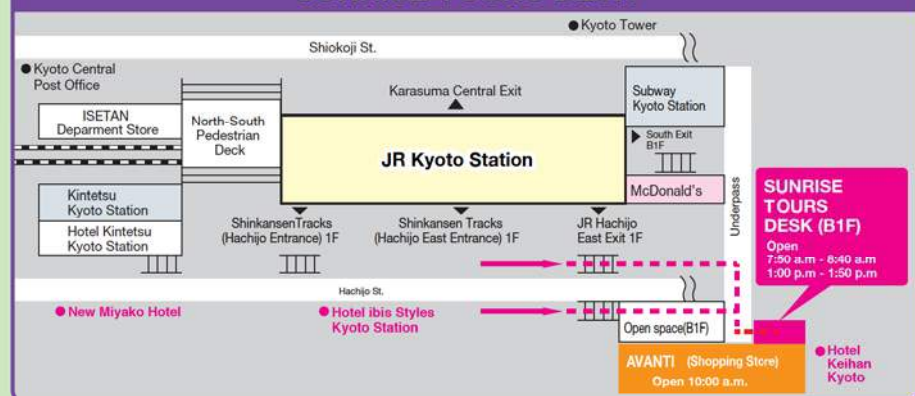 Kyoto Tower
Shiokoji St.
Kyoto Central
Post Office
ISETAN
Deparment Store
North-South
Pedestrian
Deck
Karasuma Central Exit
Subway
Kyoto Station
South Exit
B1F
JR Kyoto Station
McDonald's
Kintetsu
Kyoto Station
Hotel Kintetsu
Kyoto Station
ShinkansenTracks
(Hachijo Entrance) 1F
Shinkansen Tracks
(Hachijo East Entrance) 1F
JR Hachijo
East Exit 1F
Underpass
SUNRISE
TOURS
DESK (B1F)
Open
7:50 a.m - 8:40 a.m
1:00 p.m - 1:50 p.m
Hachijo St.
New Miyako Hotel
Hotel ibis Styles
Kyoto Station
Open space(B1F)
AVANTI (Shopping Store)
Open 10:00 a.m.
Hotel
Keihan
Kyoto